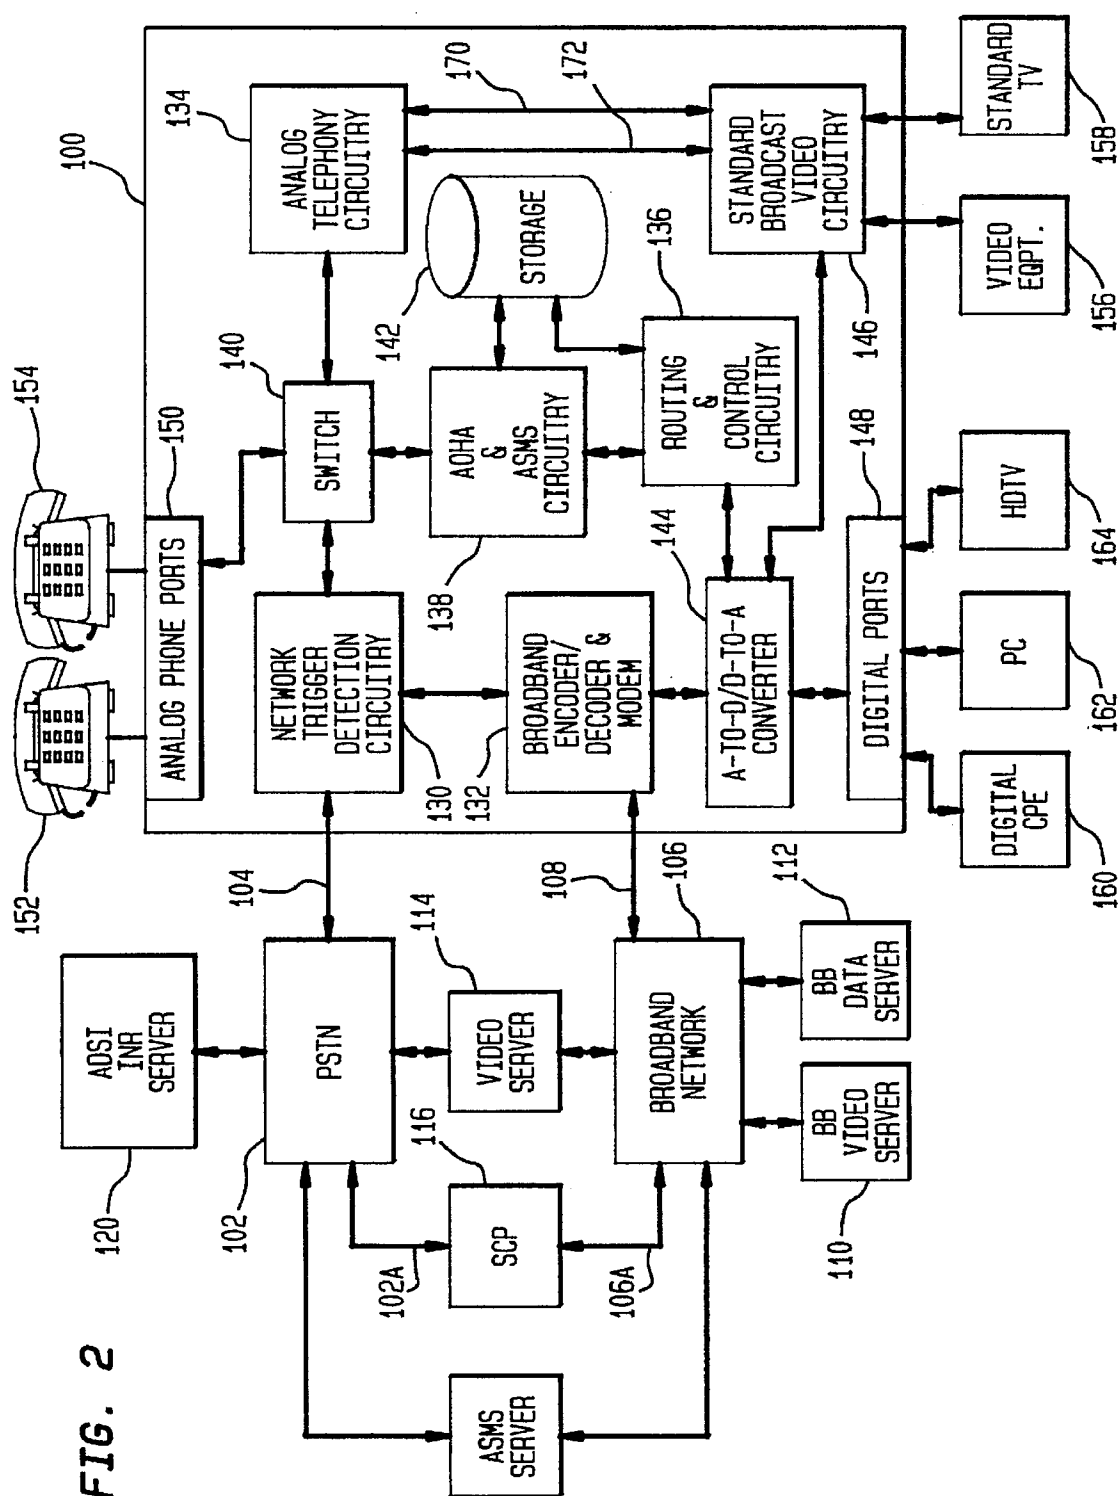 FIG. 2
120
ADSI
INR
SERVER
152
154
100
ANALOG PHONE PORTS
150
102
PSTN
104
NETWORK
TRIGGER
DETECTION
CIRCUITRY
130
SWITCH
140
ANALOG
TELEPHONY
CIRCUITRY
134
170
172
102A
SCP
116
VIDEO
SERVER
114
ASMS SERVER
106A
108
BROADBAND
ENCODER/
DECODER &
MODEM
132
AOHA
&
ASMS
CIRCUITRY
138
STORAGE
142
BROADBAND
NETWORK
106
A-TO-D/D-TO-A
CONVERTER
144
ROUTING
&
CONTROL
CIRCUITRY
136
STANDARD
BROADCAST
VIDEO
CIRCUITRY
146
DIGITAL PORTS
148
BB
VIDEO
SERVER
110
BB
DATA
SERVER
112
DIGITAL
CPE
160
PC
162
HDTV
164
VIDEO
EQPT.
156
STANDARD
TV
158